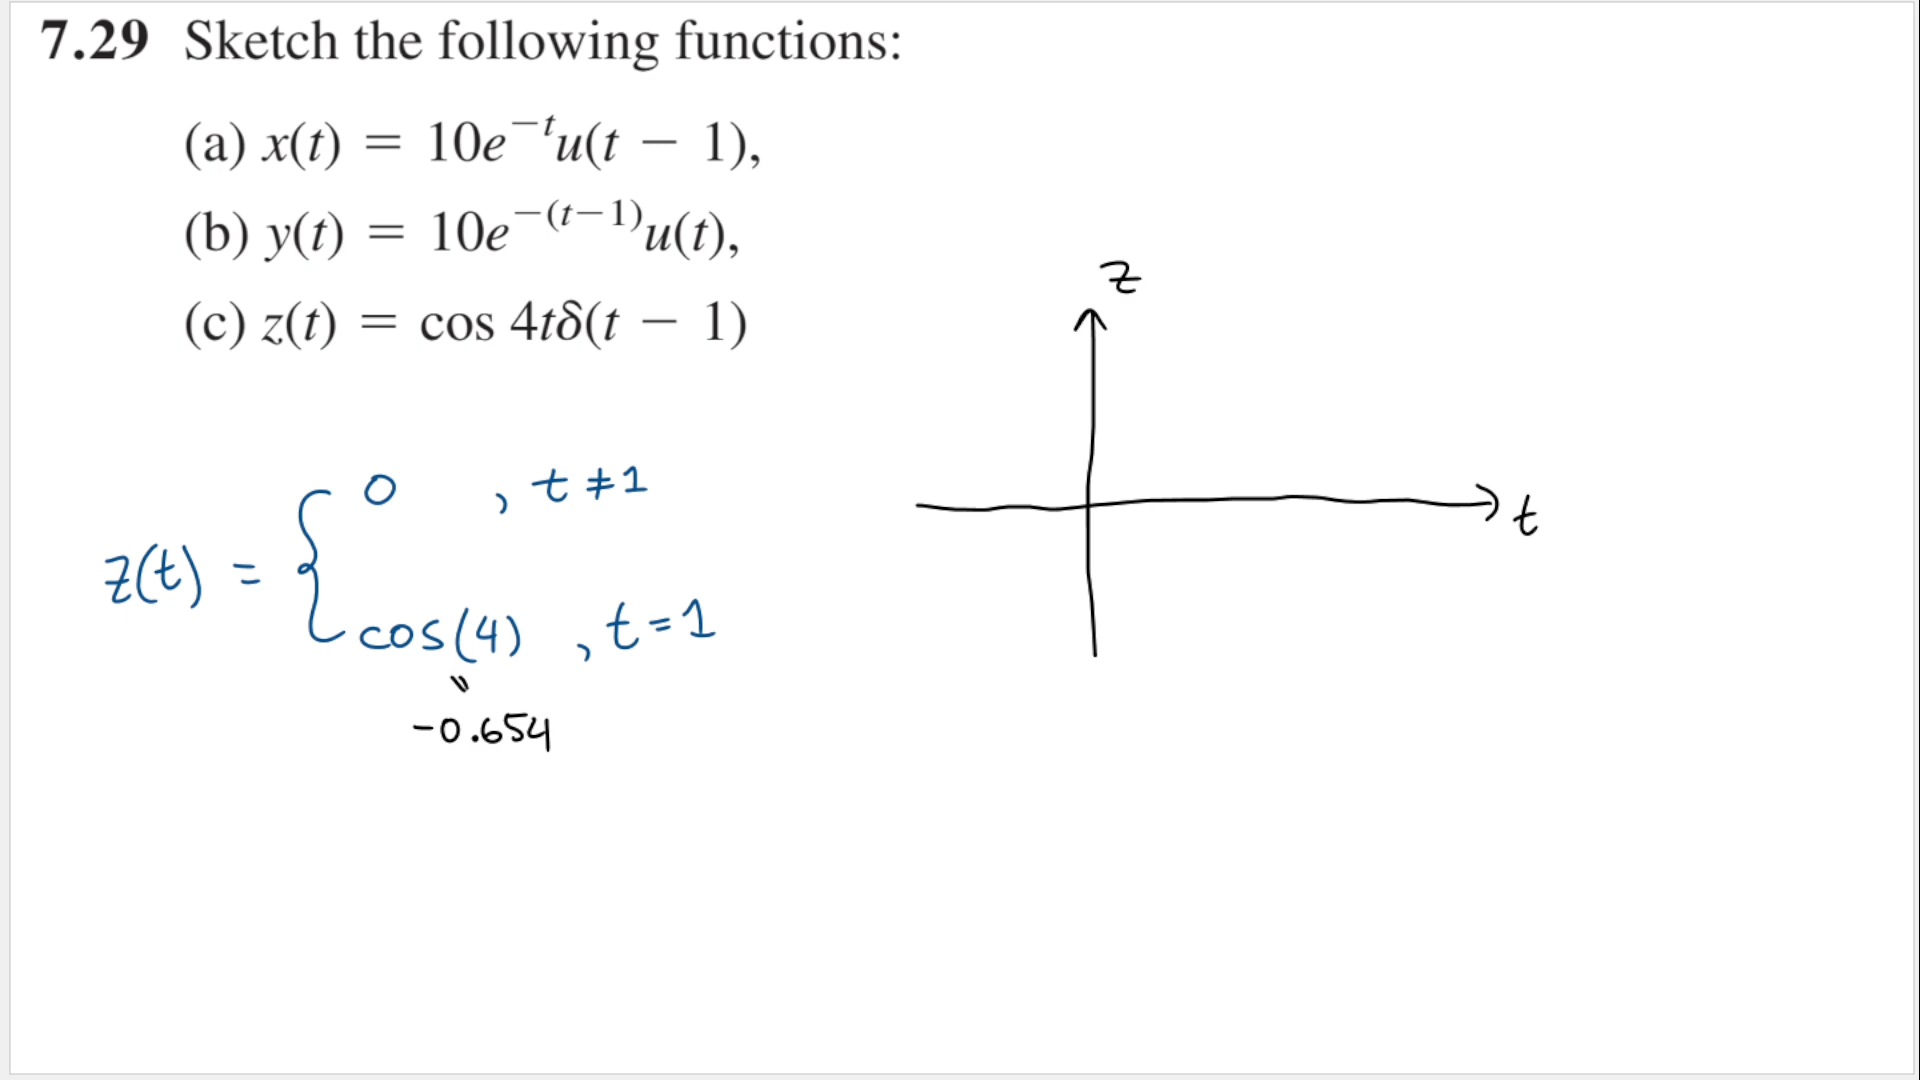 7.29 Sketch the following functions:
(a) x(t) = 10e^{-t}u(t − 1),
(b) y(t) = 10e^{-(t−1)}u(t),
(c) z(t) = cos 4tδ(t − 1)
z
t
z(t) = { 0 , t ≠ 1
cos(4) , t = 1
"
-0.654